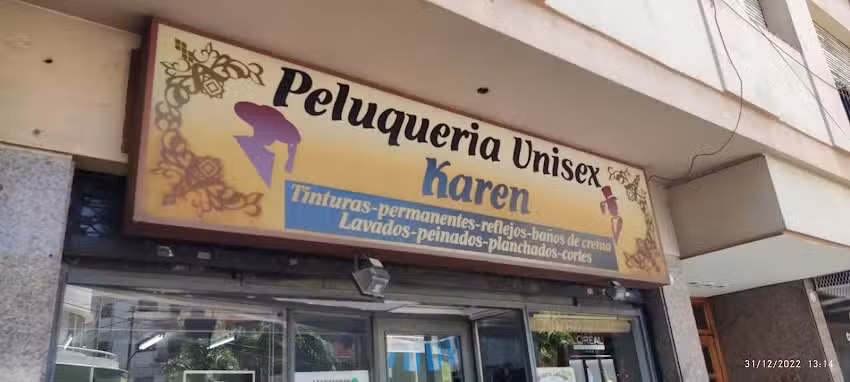 Peluqueria Unisex
Karen
Tinturas-permanentes-reflejos-baños de crema
Lavados-peinados-planchados-cortes
L'OREAL
31/12/2022 13:14